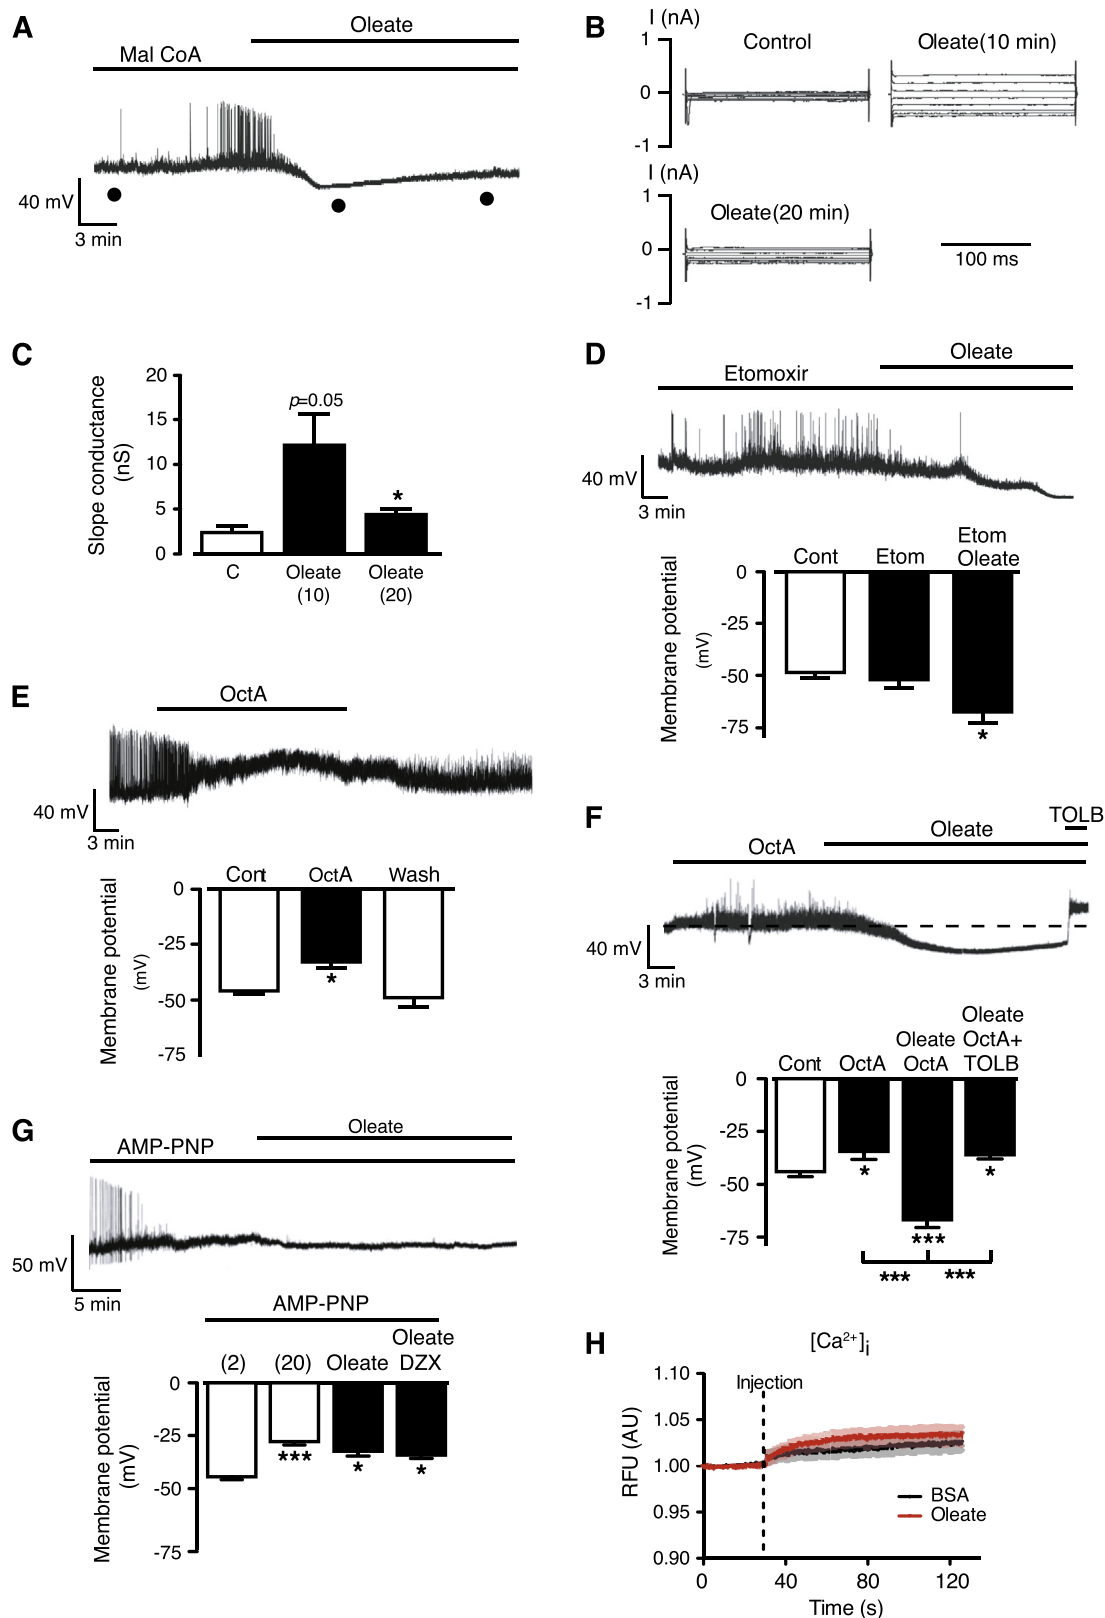 A
Oleate
Mal CoA
40 mV
3 min
B
I (nA)
Control
Oleate(10 min)
1
0
-1
I (nA)
Oleate(20 min)
1
0
-1
100 ms
C
Slope conductance
(nS)
20
15
10
5
0
p=0.05
*
C
Oleate
(10)
Oleate
(20)
D
Oleate
Etomoxir
40 mV
3 min
Membrane potential
(mV)
Cont
Etom
Etom
Oleate
0
-25
-50
-75
*
E
OctA
40 mV
3 min
Membrane potential
(mV)
Cont
OctA
Wash
0
-25
-50
-75
*
F
TOLB
Oleate
OctA
40 mV
3 min
Membrane potential
(mV)
Cont
OctA
Oleate
OctA
Oleate
OctA+
TOLB
0
-25
-50
-75
*
***
*
***
***
G
Oleate
AMP-PNP
50 mV
5 min
AMP-PNP
Membrane potential
(mV)
(2)
(20)
Oleate
Oleate
DZX
0
-25
-50
-75
***
*
*
H
[Ca²⁺]i
Injection
RFU (AU)
1.10
1.05
1.00
0.95
0.90
BSA
Oleate
0
40
80
120
Time (s)